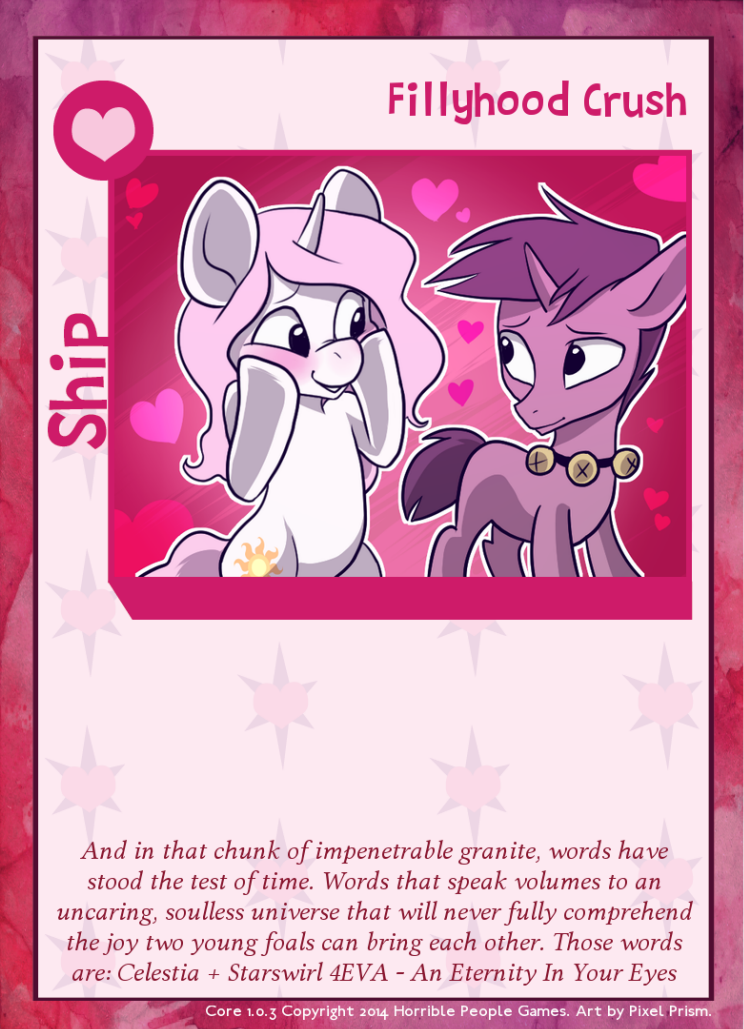 Fillyhood Crush
Ship
And in that chunk of impenetrable granite, words have
stood the test of time. Words that speak volumes to an
uncaring, soulless universe that will never fully comprehend
the joy two young foals can bring each other. Those words
are: Celestia + Starswirl 4EVA - An Eternity In Your Eyes
Core 1.0.3 Copyright 2014 Horrible People Games. Art by Pixel Prism.